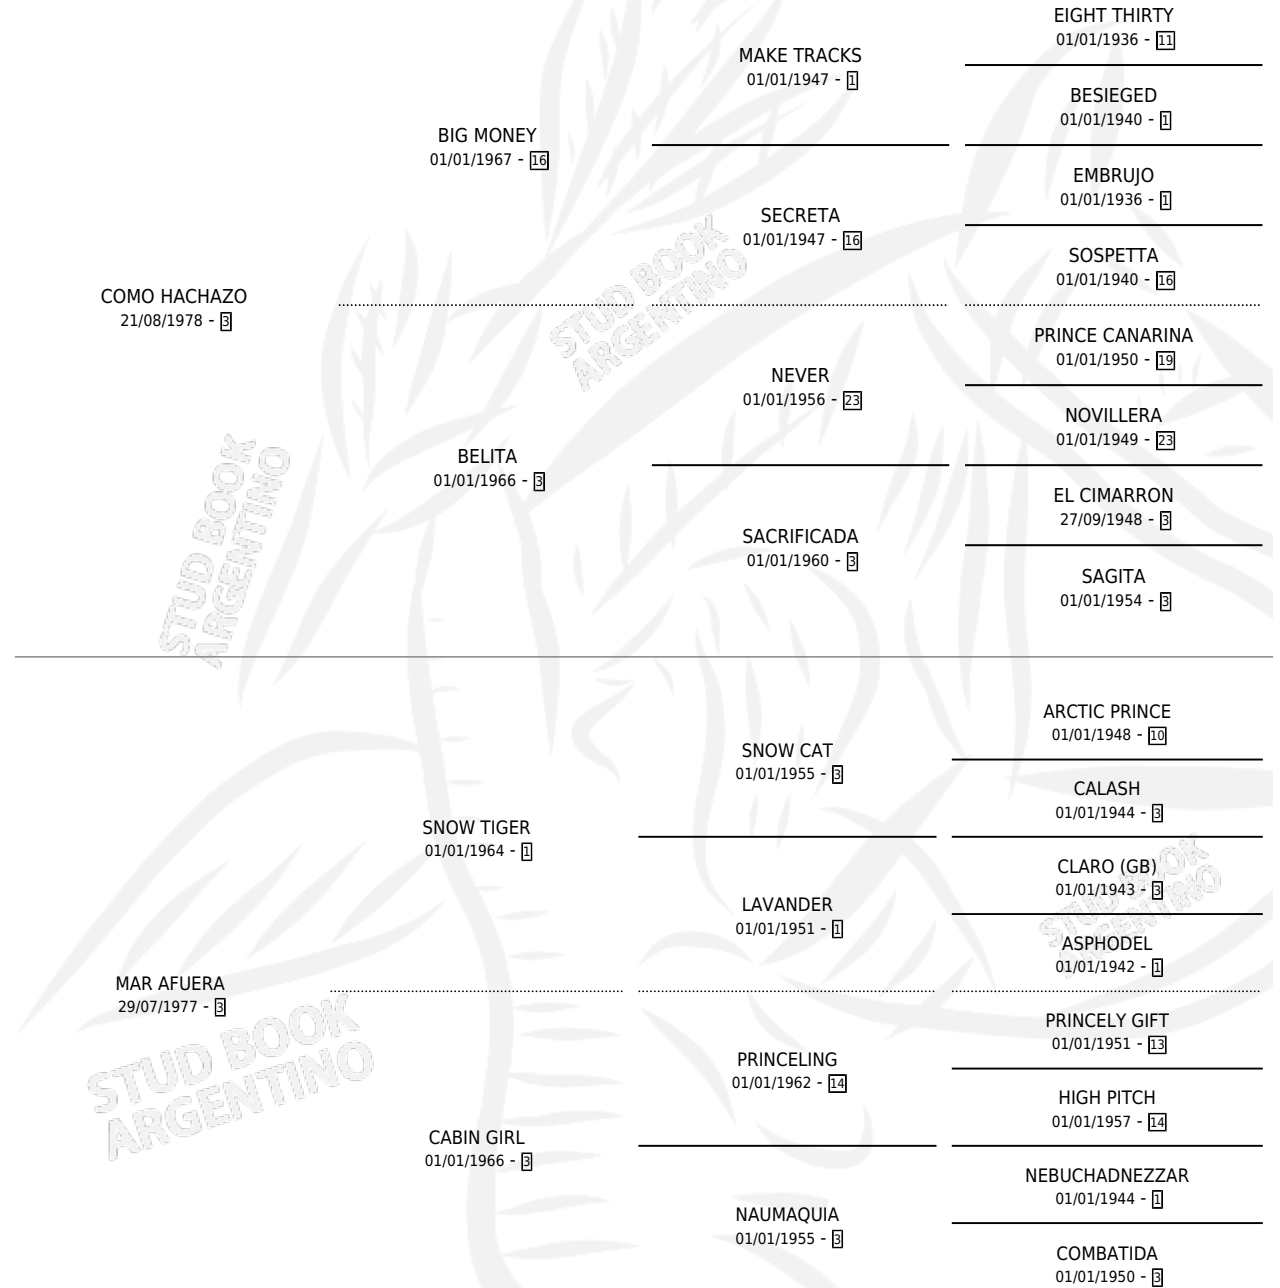 EIGHT THIRTY
01/01/1936 - 11
MAKE TRACKS
01/01/1947 - 1
BESIEGED
01/01/1940 - 1
BIG MONEY
01/01/1967 - 16
EMBRUJO
01/01/1936 - 1
SECRETA
01/01/1947 - 16
SOSPETTA
01/01/1940 - 16
COMO HACHAZO
21/08/1978 - 3
STUD BOOK
ARGENTINO
PRINCE CANARINA
01/01/1950 - 19
NEVER
01/01/1956 - 23
NOVILLERA
01/01/1949 - 23
BELITA
01/01/1966 - 3
EL CIMARRON
27/09/1948 - 3
SACRIFICADA
01/01/1960 - 3
SAGITA
01/01/1954 - 3
STUD BOOK
ARGENTINO
ARCTIC PRINCE
01/01/1948 - 10
SNOW CAT
01/01/1955 - 3
CALASH
01/01/1944 - 3
SNOW TIGER
01/01/1964 - 1
CLARO (GB)
01/01/1943 - 3
LAVANDER
01/01/1951 - 1
STUD BOOK
ARGENTINO
ASPHODEL
01/01/1942 - 1
MAR AFUERA
29/07/1977 - 3
PRINCELY GIFT
01/01/1951 - 13
PRINCELING
01/01/1962 - 14
STUD BOOK
ARGENTINO
HIGH PITCH
01/01/1957 - 14
CABIN GIRL
01/01/1966 - 3
NEBUCHADNEZZAR
01/01/1944 - 1
NAUMAQUIA
01/01/1955 - 3
COMBATIDA
01/01/1950 - 3